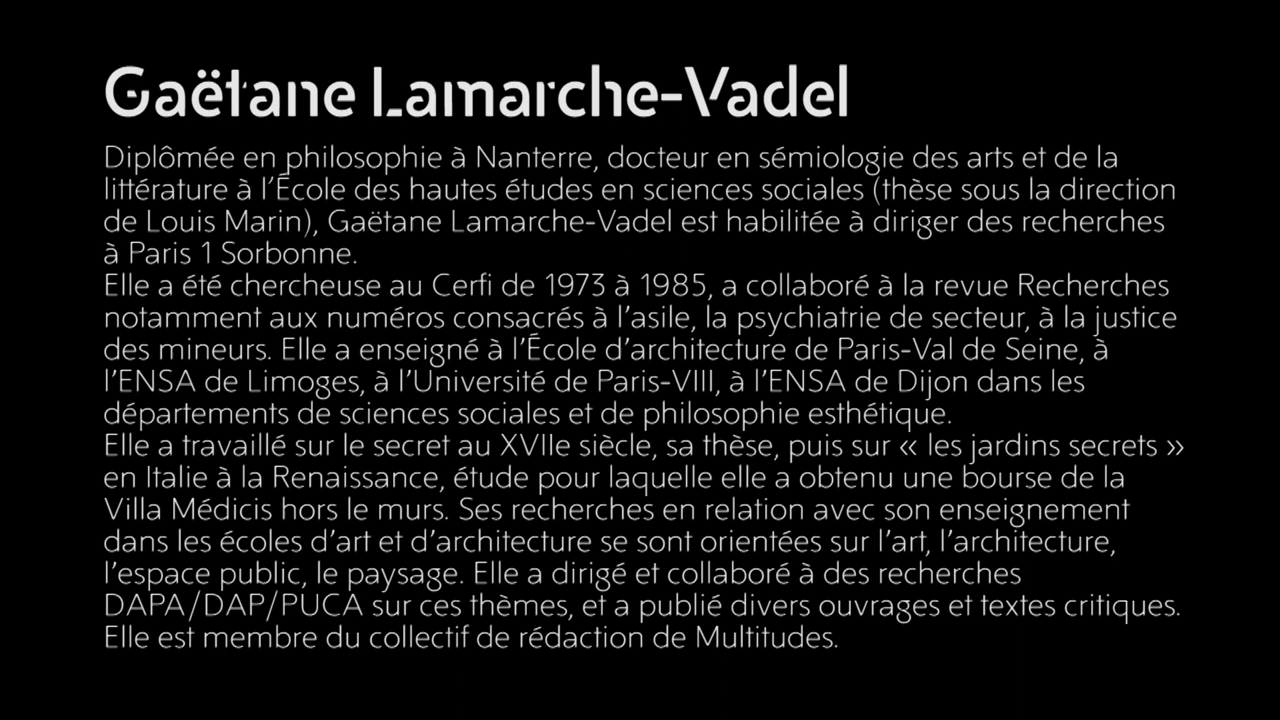 Gaëtane Lamarche-Vadel
Diplômée en philosophie à Nanterre, docteur en sémiologie des arts et de la
littérature à l’École des hautes études en sciences sociales (thèse sous la direction
de Louis Marin), Gaëtane Lamarche-Vadel est habilitée à diriger des recherches
à Paris 1 Sorbonne.
Elle a été chercheuse au Cerfi de 1973 à 1985, a collaboré à la revue Recherches
notamment aux numéros consacrés à l’asile, la psychiatrie de secteur, à la justice
des mineurs. Elle a enseigné à l’École d’architecture de Paris-Val de Seine, à
l’ENSA de Limoges, à l’Université de Paris-VIII, à l’ENSA de Dijon dans les
départements de sciences sociales et de philosophie esthétique.
Elle a travaillé sur le secret au XVIIe siècle, sa thèse, puis sur « les jardins secrets »
en Italie à la Renaissance, étude pour laquelle elle a obtenu une bourse de la
Villa Médicis hors le murs. Ses recherches en relation avec son enseignement
dans les écoles d’art et d’architecture se sont orientées sur l’art, l’architecture,
l’espace public, le paysage. Elle a dirigé et collaboré à des recherches
DAPA/DAP/PUCA sur ces thèmes, et a publié divers ouvrages et textes critiques.
Elle est membre du collectif de rédaction de Multitudes.